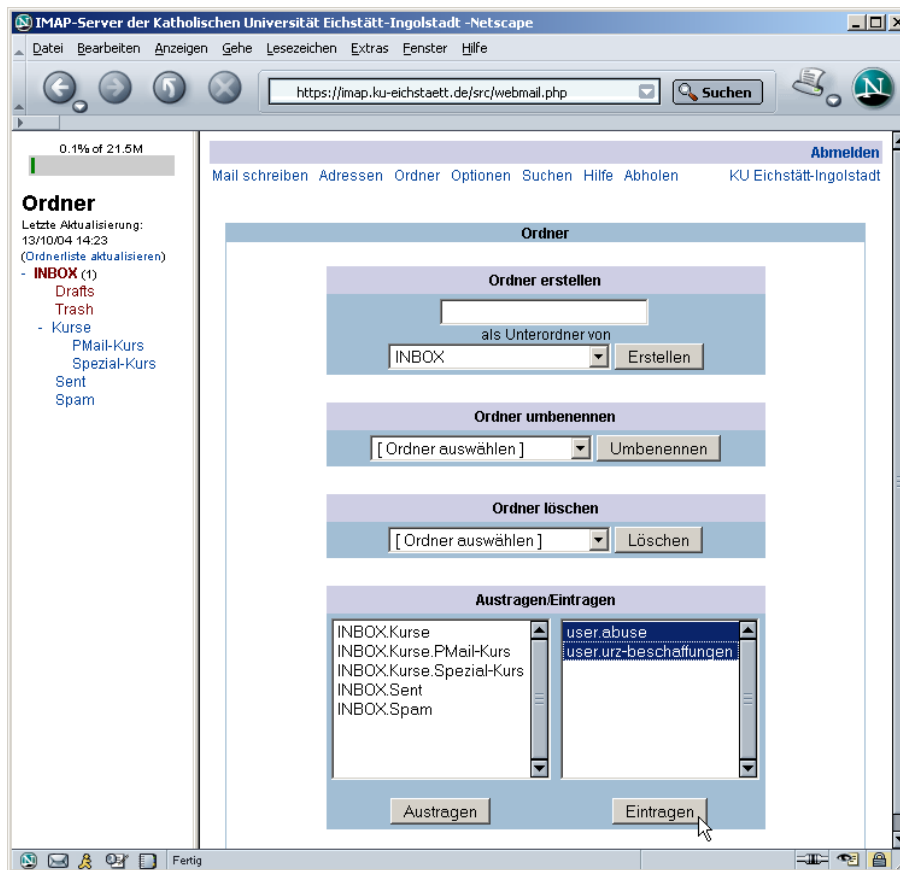 IMAP-Server der Katholischen Universität Eichstätt-Ingolstadt -Netscape
Datei Bearbeiten Anzeigen Gehe Lesezeichen Extras Fenster Hilfe
https://imap.ku-eichstaett.de/src/webmail.php Suchen N
0.1% of 21.5M
Ordner
Letzte Aktualisierung:
13/10/04 14:23
(Ordnerliste aktualisieren)
- INBOX (1)
Drafts
Trash
- Kurse
PMail-Kurs
Spezial-Kurs
Sent
Spam
Abmelden
Mail schreiben Adressen Ordner Optionen Suchen Hilfe Abholen KU Eichstätt-Ingolstadt
Ordner
Ordner erstellen
als Unterordner von
INBOX Erstellen
Ordner umbenennen
[ Ordner auswählen ] Umbenennen
Ordner löschen
[ Ordner auswählen ] Löschen
Austragen/Eintragen
INBOX.Kurse
INBOX.Kurse.PMail-Kurs
INBOX.Kurse.Spezial-Kurs
INBOX.Sent
INBOX.Spam
user.abuse
user.urz-beschaffungen
Austragen Eintragen
Fertig